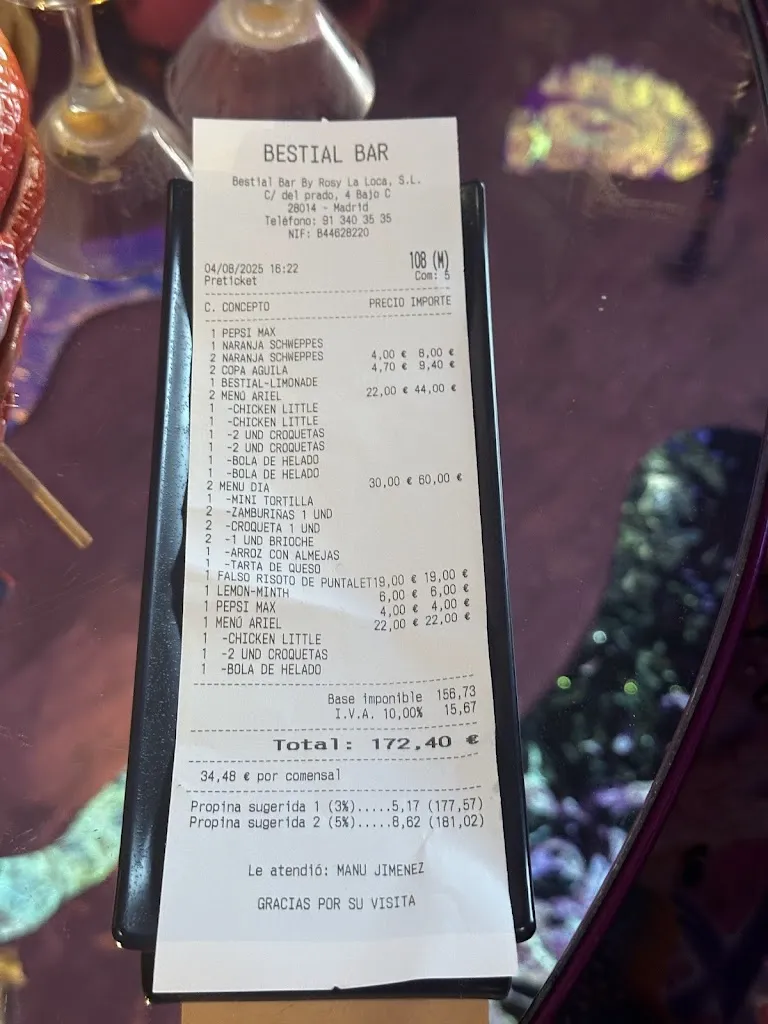 BESTIAL BAR
Bestial Bar By Rosy La Loca, S.L.
C/ del prado, 4 Bajo C
28014 - Madrid
Teléfono: 91 340 35 35
NIF: B44628220
04/08/2025 16:22 108 (M)
Preticket Com: 5
C. CONCEPTO PRECIO IMPORTE
1 PEPSI MAX
1 NARANJA SCHWEPPES
2 NARANJA SCHWEPPES 4,00 € 8,00 €
2 COPA AGUILA 4,70 € 9,40 €
1 BESTIAL-LIMONADE
2 MENÚ ARIEL 22,00 € 44,00 €
1 -CHICKEN LITTLE
1 -CHICKEN LITTLE
1 -2 UND CROQUETAS
1 -2 UND CROQUETAS
1 -BOLA DE HELADO
1 -BOLA DE HELADO
2 MENU DIA 30,00 € 60,00 €
1 -MINI TORTILLA
2 -ZAMBURIÑAS 1 UND
2 -CROQUETA 1 UND
2 -1 UND BRIOCHE
1 -ARROZ CON ALMEJAS
1 -TARTA DE QUESO
1 FALSO RISOTO DE PUNTALET 19,00 € 19,00 €
1 LEMON-MINTH 6,00 € 6,00 €
1 PEPSI MAX 4,00 € 4,00 €
1 MENÚ ARIEL 22,00 € 22,00 €
1 -CHICKEN LITTLE
1 -2 UND CROQUETAS
1 -BOLA DE HELADO
Base imponible 156,73
I.V.A. 10,00% 15,67
Total: 172,40 €
34,48 € por comensal
Propina sugerida 1 (3%).....5,17 (177,57)
Propina sugerida 2 (5%).....8,62 (181,02)
Le atendió: MANU JIMENEZ
GRACIAS POR SU VISITA